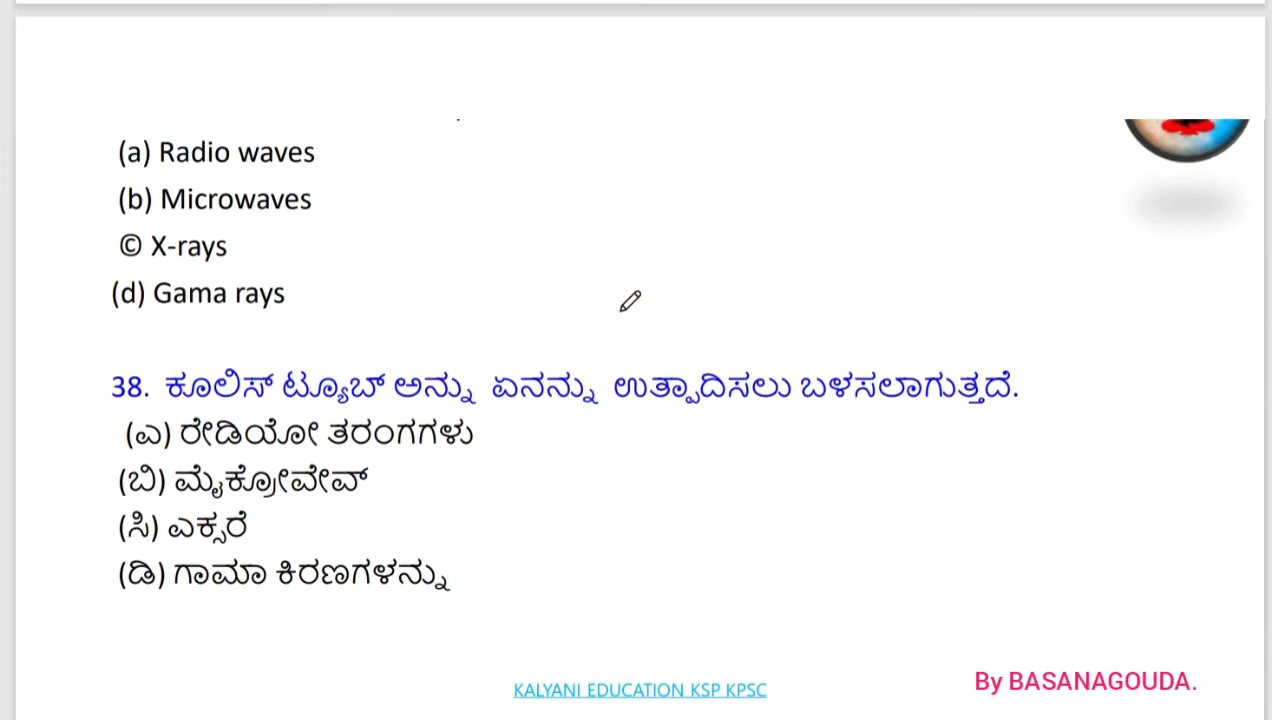 (a) Radio waves
(b) Microwaves
© X-rays
(d) Gama rays
38. ಕೂಲಿಸ್ ಟ್ಯೂಬ್ ಅನ್ನು ಏನನ್ನು ಉತ್ಪಾದಿಸಲು ಬಳಸಲಾಗುತ್ತದೆ.
(ಎ) ರೇಡಿಯೋ ತರಂಗಗಳು
(ಬಿ) ಮೈಕ್ರೋವೇವ್
(ಸಿ) ಎಕ್ಸರೆ
(ಡಿ) ಗಾಮಾ ಕಿರಣಗಳನ್ನು
KALYANI EDUCATION KSP KPSC
By BASANAGOUDA.